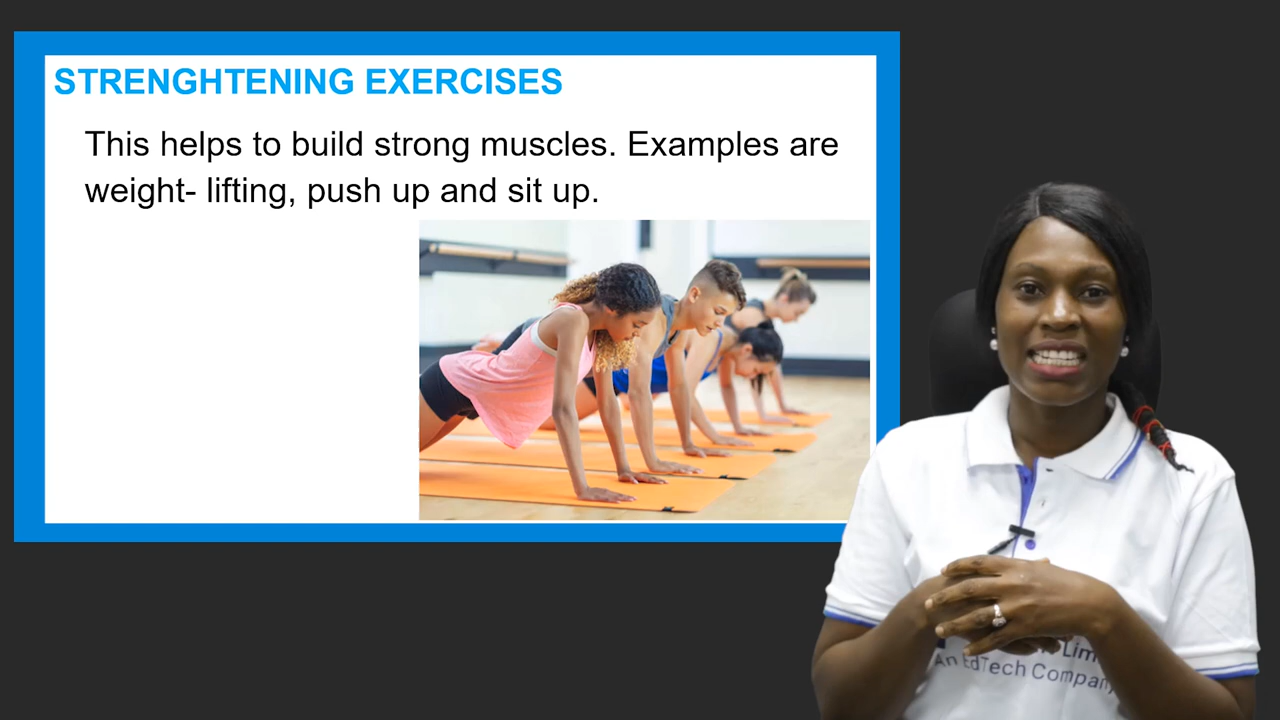 STRENGHTENING EXERCISES
This helps to build strong muscles. Examples are
weight- lifting, push up and sit up.
An EdTech Company